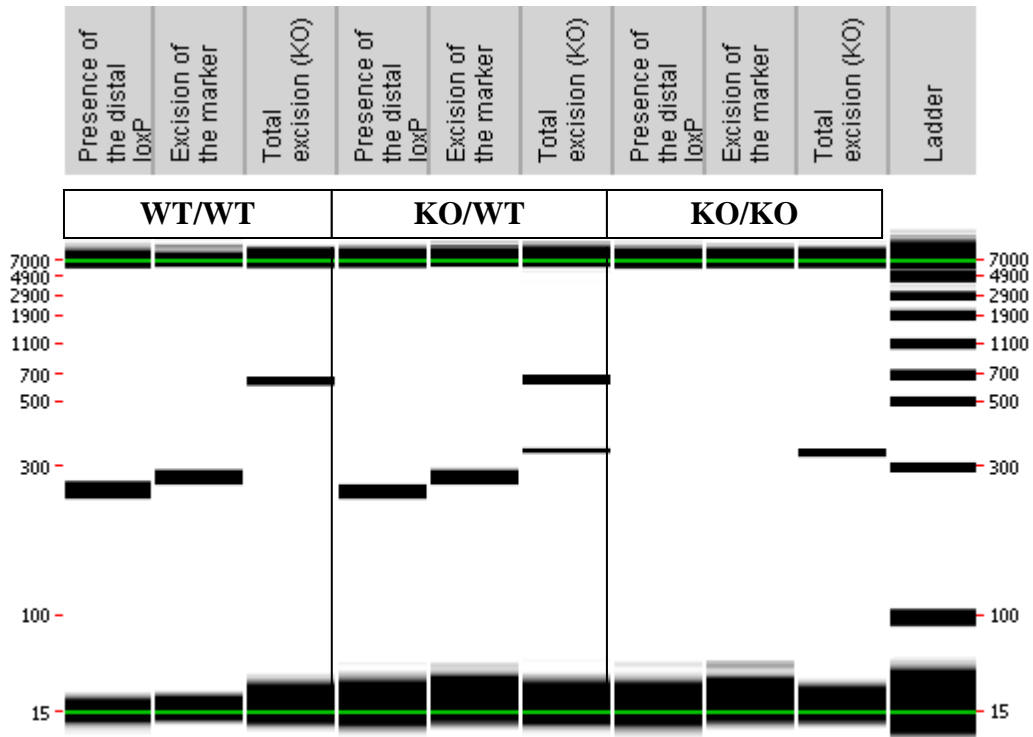 Presence of
the distal
loxP
Excision of
the marker
Total
excision (KO)
Presence of
the distal
loxP
Excision of
the marker
Total
excision (KO)
Presence of
the distal
loxP
Excision of
the marker
Total
excision (KO)
Ladder
WT/WT
KO/WT
KO/KO
7000
4900
2900
1900
1100
700
500
300
100
15
7000
4900
2900
1900
1100
700
500
300
100
15